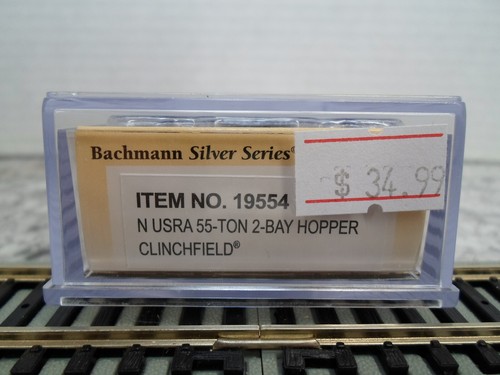 Bachmann Silver Series®
$ 34.99
ITEM NO. 19554
N USRA 55-TON 2-BAY HOPPER
CLINCHFIELD®